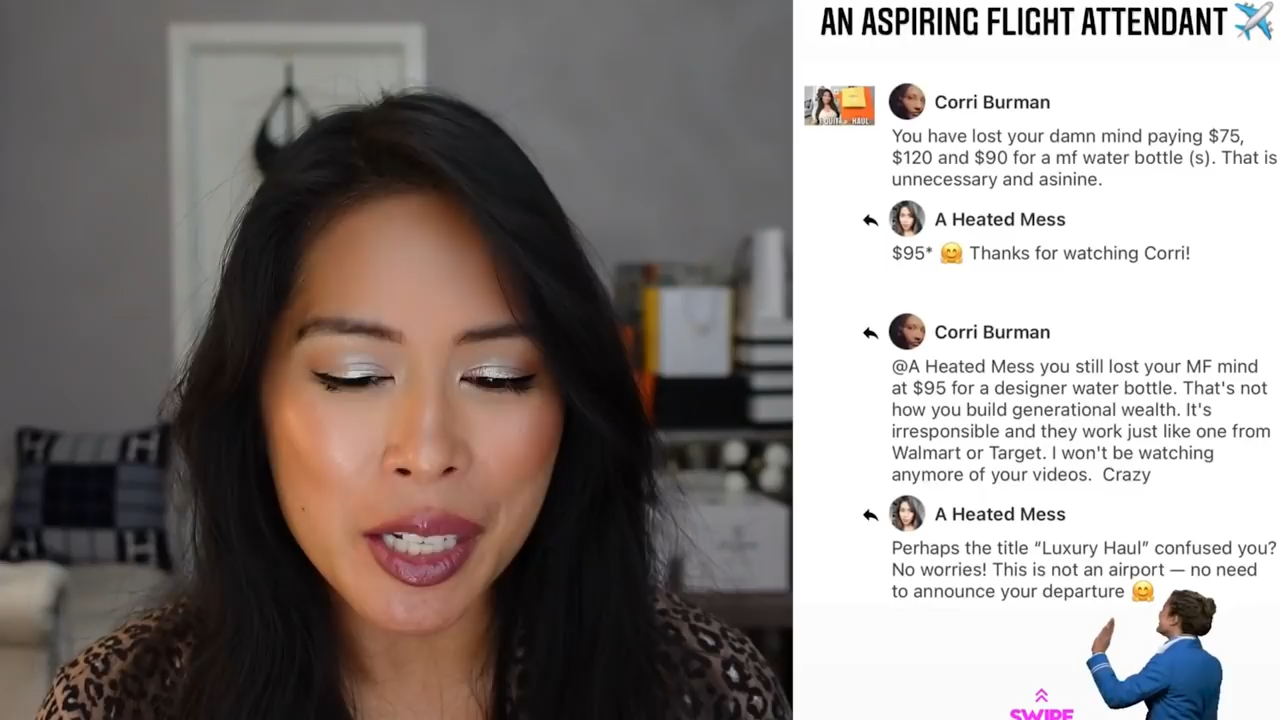 AN ASPIRING FLIGHT ATTENDANT ✈️
Corri Burman
You have lost your damn mind paying $75,
$120 and $90 for a mf water bottle (s). That is
unnecessary and asinine.
A Heated Mess
$95* 🤗 Thanks for watching Corri!
Corri Burman
@A Heated Mess you still lost your MF mind
at $95 for a designer water bottle. That's not
how you build generational wealth. It's
irresponsible and they work just like one from
Walmart or Target. I won't be watching
anymore of your videos.  Crazy
A Heated Mess
Perhaps the title “Luxury Haul” confused you?
No worries! This is not an airport — no need
to announce your departure 🤗
SWIPE